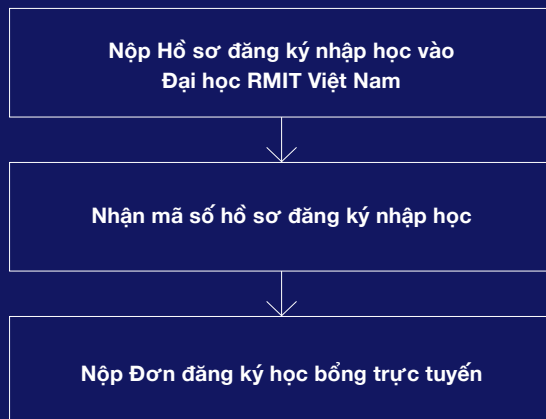 Nộp Hồ sơ đăng ký nhập học vào
Đại học RMIT Việt Nam
Nhận mã số hồ sơ đăng ký nhập học
Nộp Đơn đăng ký học bổng trực tuyến